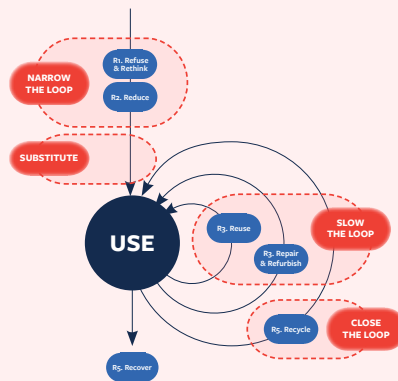 R1. Refuse
& Rethink
NARROW
THE LOOP
R2. Reduce
SUBSTITUTE
USE
R3. Reuse
SLOW
THE LOOP
R3. Repair
& Refurbish
R5. Recycle
CLOSE
THE LOOP
R5. Recover